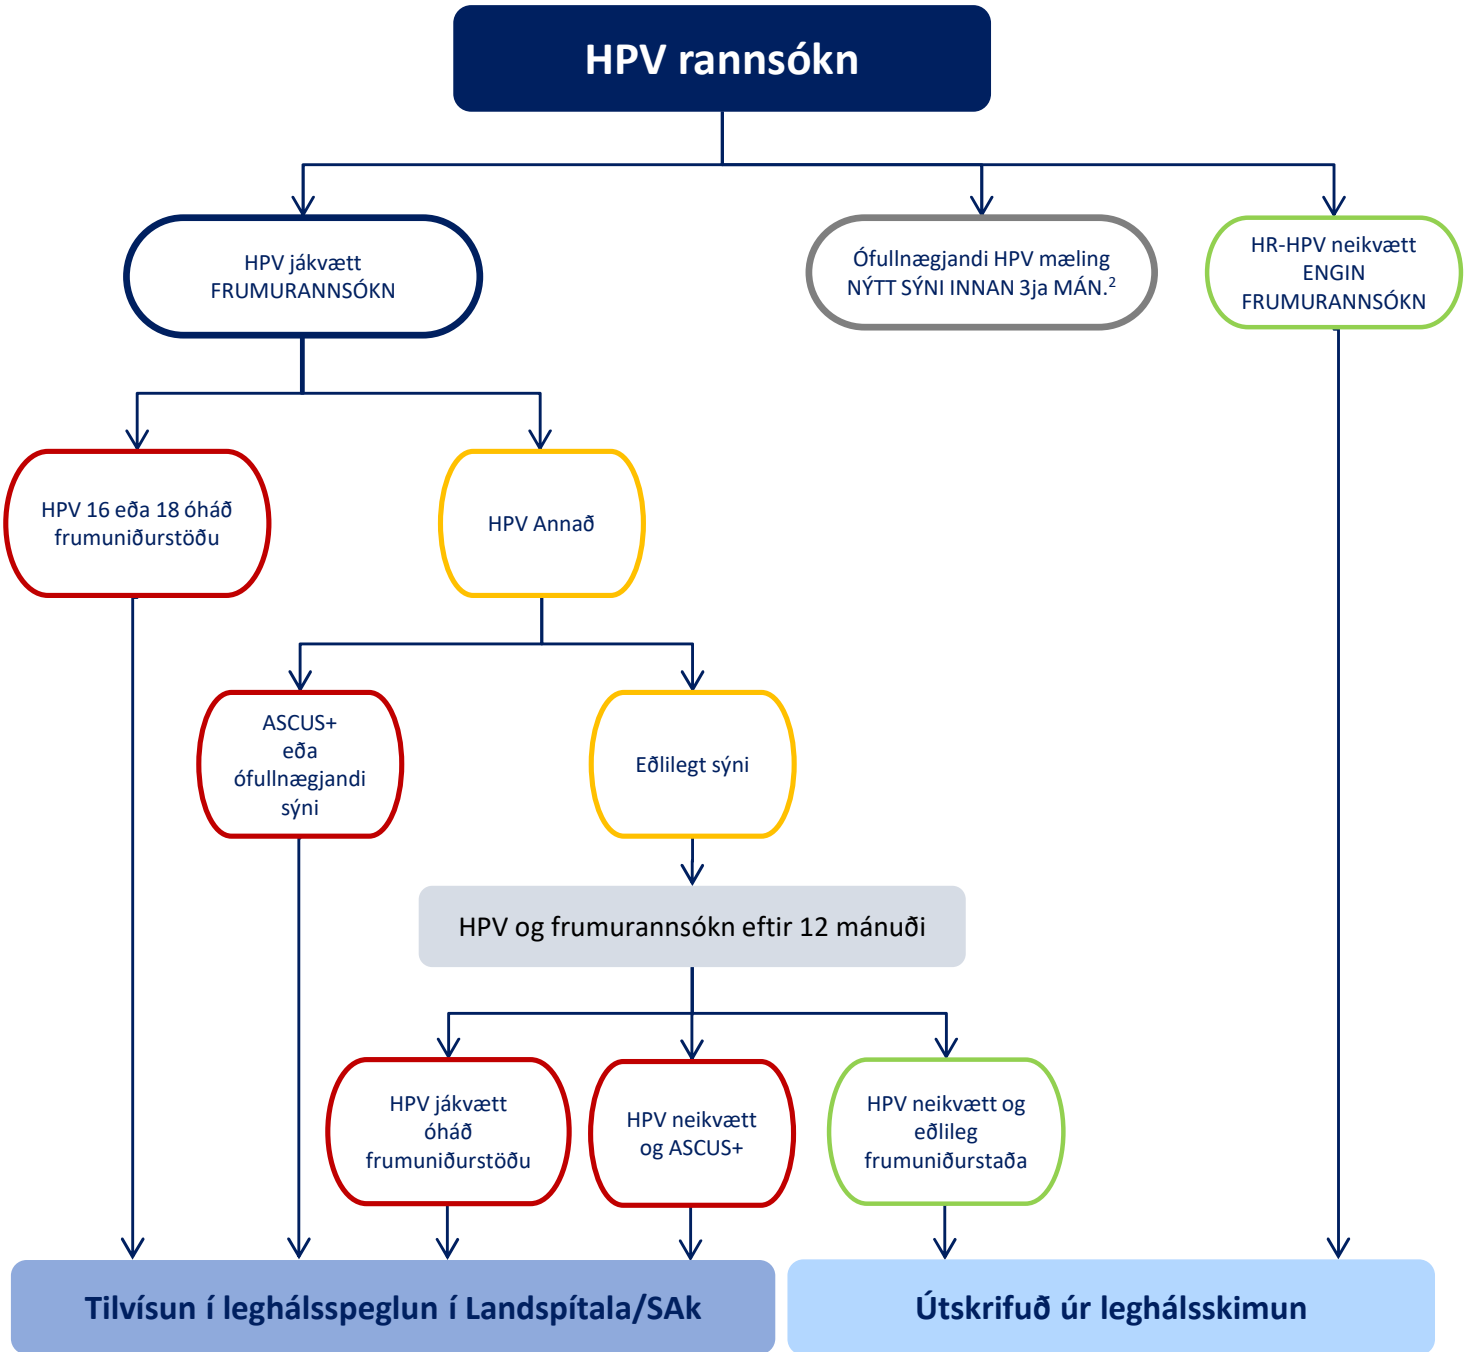 HPV rannsókn
HPV jákvætt
FRUMURANNSÓKN
Ófullnægjandi HPV mæling
NÝTT SÝNI INNAN 3ja MÁN.²
HR-HPV neikvætt
ENGIN
FRUMURANNSÓKN
HPV 16 eða 18 óháð
frumuniðurstöðu
HPV Annað
ASCUS+
eða
ófullnægjandi
sýni
Eðlilegt sýni
HPV og frumurannsókn eftir 12 mánuði
HPV jákvætt
óháð
frumuniðurstöðu
HPV neikvætt
og ASCUS+
HPV neikvætt og
eðlileg
frumuniðurstaða
Tilvísun í leghálsspeglun í Landspítala/SAk
Útskrifuð úr leghálsskimun